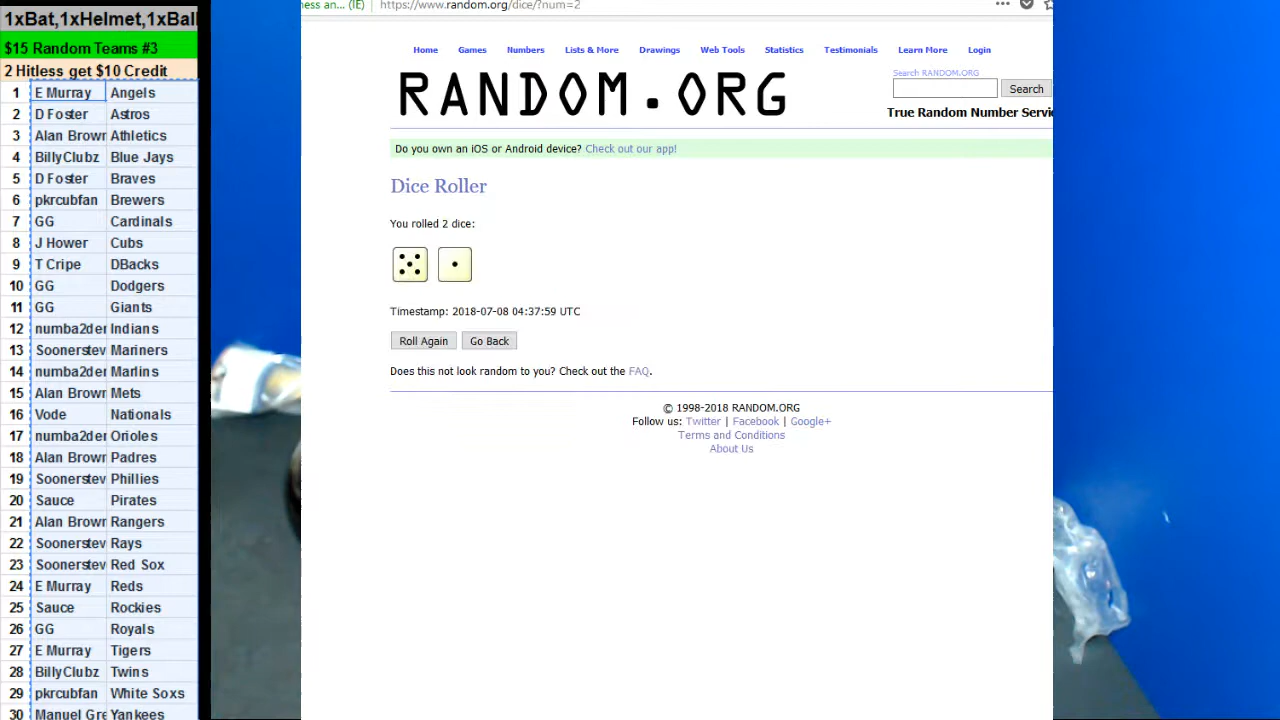 1xBat,1xHelmet,1xBall
$15 Random Teams #3
2 Hitless get $10 Credit
1 E Murray Angels
2 D Foster Astros
3 Alan Brown Athletics
4 BillyClubz Blue Jays
5 D Foster Braves
6 pkrcubfan Brewers
7 GG Cardinals
8 J Hower Cubs
9 T Cripe DBacks
10 GG Dodgers
11 GG Giants
12 numba2der Indians
13 Soonerstev Mariners
14 numba2der Marlins
15 Alan Brown Mets
16 Vode Nationals
17 numba2der Orioles
18 Alan Brown Padres
19 Soonerstev Phillies
20 Sauce Pirates
21 Alan Brown Rangers
22 Soonerstev Rays
23 Soonerstev Red Sox
24 E Murray Reds
25 Sauce Rockies
26 GG Royals
27 E Murray Tigers
28 BillyClubz Twins
29 pkrcubfan White Soxs
30 Manuel Gre Yankees
ness an... (IE) https://www.random.org/dice/?num=2
Home Games Numbers Lists & More Drawings Web Tools Statistics Testimonials Learn More Login
RANDOM.ORG
Search RANDOM.ORG
Search
True Random Number Servi
Do you own an iOS or Android device? Check out our app!
Dice Roller
You rolled 2 dice:
Timestamp: 2018-07-08 04:37:59 UTC
Roll Again Go Back
Does this not look random to you? Check out the FAQ.
© 1998-2018 RANDOM.ORG
Follow us: Twitter | Facebook | Google+
Terms and Conditions
About Us